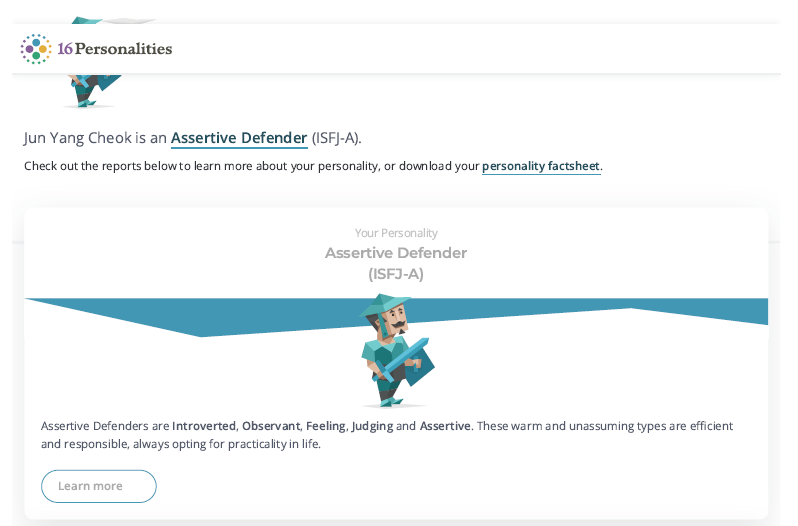 16Personalities
Jun Yang Cheok is an Assertive Defender (ISFJ-A).
Check out the reports below to learn more about your personality, or download your personality factsheet.
Your Personality
Assertive Defender
(ISFJ-A)
Assertive Defenders are Introverted, Observant, Feeling, Judging and Assertive. These warm and unassuming types are efficient
and responsible, always opting for practicality in life.
Learn more